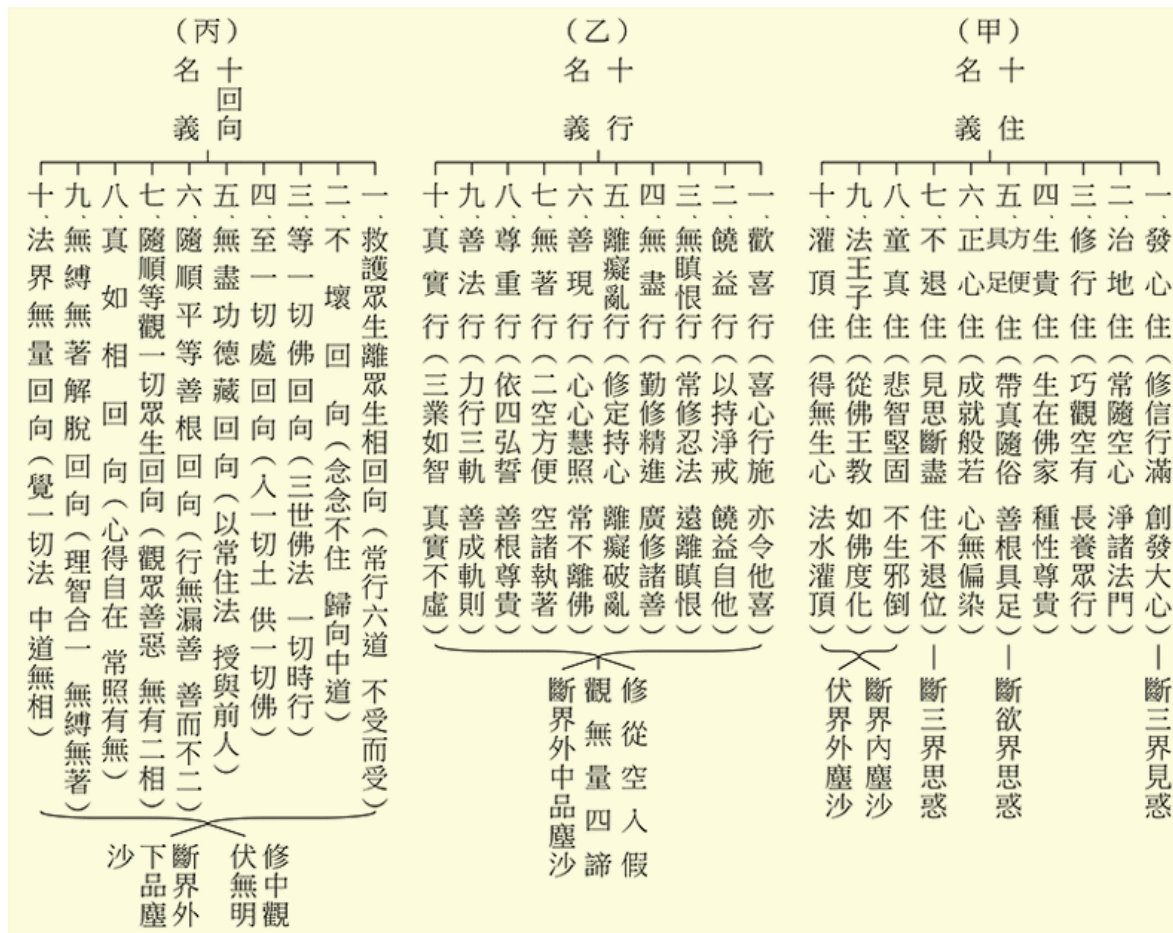 （甲）
十住
名義
一、發心住（修信行滿 創發大心）
斷三界見惑
二、治地住（常隨空心 淨諸法門）
三、修行住（巧觀空有 長養眾行）
四、生貴住（生在佛家 種性尊貴）
五、方便具足住（帶真隨俗 善根具足）
斷欲界思惑
六、正心住（成就般若 心無偏染）
七、不退住（見思斷盡 住不退位）
斷三界思惑
八、童真住（悲智堅固 不生邪倒）
九、法王子住（從佛王教 如佛度化）
十、灌頂住（得無生心 法水灌頂）
斷界內塵沙
伏界外塵沙
（乙）
十行
名義
一、歡喜行（喜心行施 亦令他喜）
二、饒益行（以持淨戒 饒益自他）
三、無瞋恨行（常修忍法 遠離瞋恨）
四、無盡行（勤修精進 廣修諸善）
五、離癡亂行（修定持心 離癡破亂）
六、善現行（心心慧照 常不離佛）
七、無著行（二空方便 空諸執著）
八、尊重行（依四弘誓 善根尊貴）
九、善法行（力行三軌 善成軌則）
十、真實行（三業如智 真實不虛）
修從空入假
觀無量四諦
斷界外中品塵沙
（丙）
十回向
名義
一、救護眾生離眾生相回向（常行六道 不受而受）
二、不壞回向（念念不住 歸向中道）
三、等一切佛回向（三世佛法 一切時行）
四、至一切處回向（入一切土 供一切佛）
五、無盡功德藏回向（以常住法 授與前人）
六、隨順平等善根回向（行無漏善 善而不二）
七、隨順等觀一切眾生回向（觀眾善惡 無有二相）
八、真如相回向（心得自在 常照有無）
九、無縛無著解脫回向（理智合一 無縛無著）
十、法界無量回向（覺一切法 中道無相）
修中觀
伏無明
斷界外
下品塵
沙